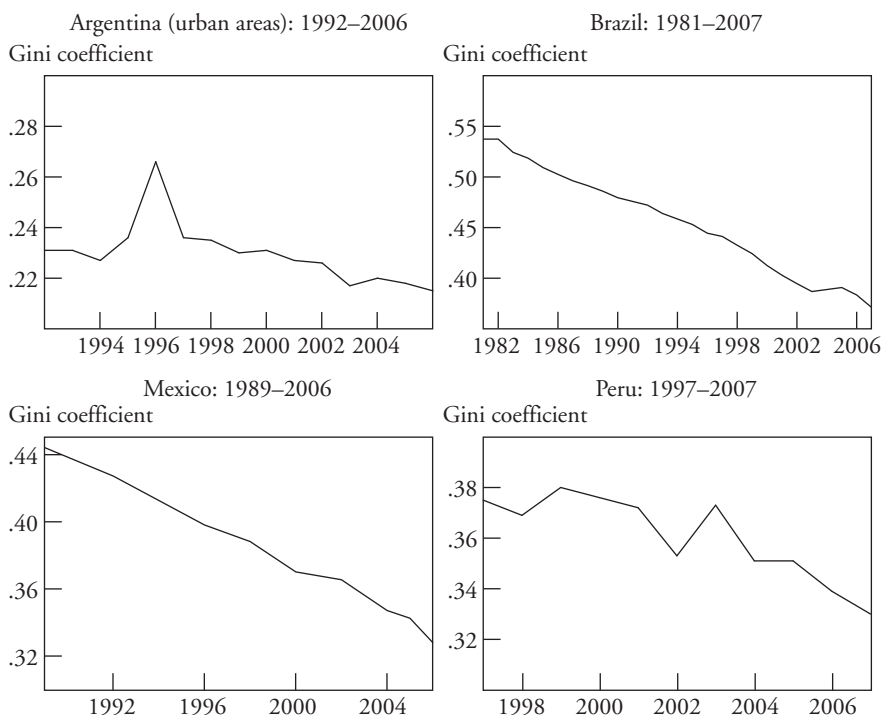 Argentina (urban areas): 1992–2006
Gini coefficient
.28
.26
.24
.22
1994 1996 1998 2000 2002 2004
Brazil: 1981–2007
Gini coefficient
.55
.50
.45
.40
1982 1986 1990 1994 1998 2002 2006
Mexico: 1989–2006
Gini coefficient
.44
.40
.36
.32
1992 1996 2000 2004
Peru: 1997–2007
Gini coefficient
.38
.36
.34
.32
1998 2000 2002 2004 2006